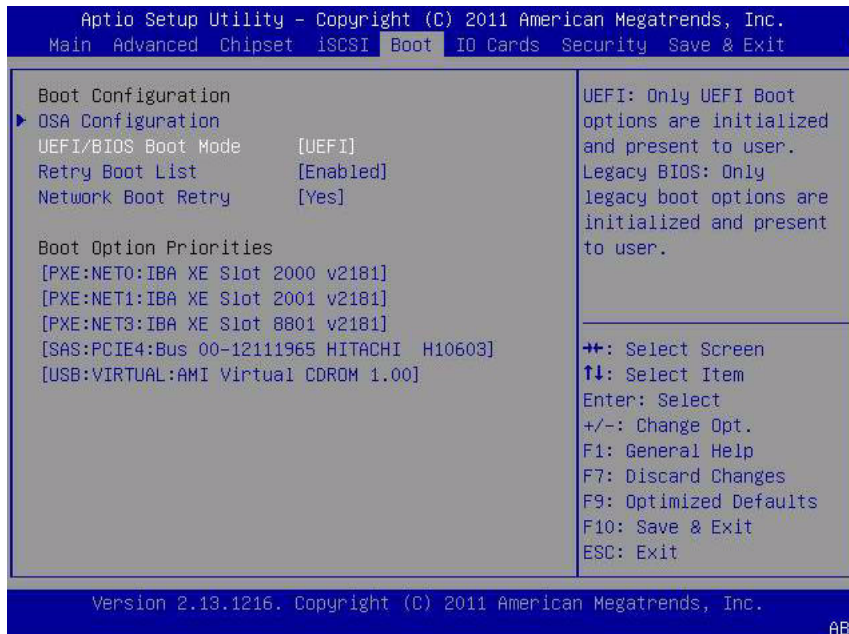 Aptio Setup Utility – Copyright (C) 2011 American Megatrends, Inc.
Main Advanced Chipset iSCSI Boot IO Cards Security Save & Exit
Boot Configuration
OSA Configuration
UEFI/BIOS Boot Mode [UEFI]
Retry Boot List [Enabled]
Network Boot Retry [Yes]
Boot Option Priorities
[PXE:NET0:IBA XE Slot 2000 v2181]
[PXE:NET1:IBA XE Slot 2001 v2181]
[PXE:NET3:IBA XE Slot 8801 v2181]
[SAS:PCIE4:Bus 00-12111965 HITACHI H10603]
[USB:VIRTUAL:AMI Virtual CDROM 1.00]
UEFI: Only UEFI Boot
options are initialized
and present to user.
Legacy BIOS: Only
legacy boot options are
initialized and present
to user.
→←: Select Screen
↑↓: Select Item
Enter: Select
+/-: Change Opt.
F1: General Help
F7: Discard Changes
F9: Optimized Defaults
F10: Save & Exit
ESC: Exit
Version 2.13.1216. Copyright (C) 2011 American Megatrends, Inc.
AB